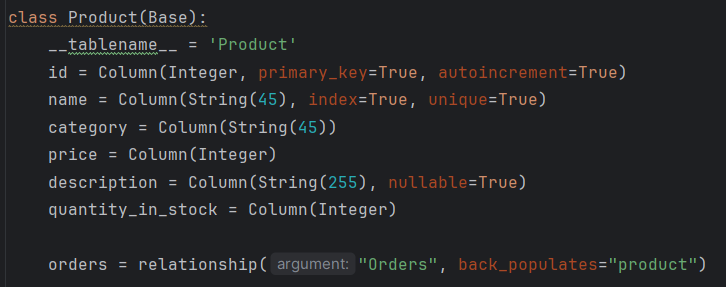 class Product(Base):
    __tablename__ = 'Product'
    id = Column(Integer, primary_key=True, autoincrement=True)
    name = Column(String(45), index=True, unique=True)
    category = Column(String(45))
    price = Column(Integer)
    description = Column(String(255), nullable=True)
    quantity_in_stock = Column(Integer)
    orders = relationship( argument: "Orders", back_populates="product")